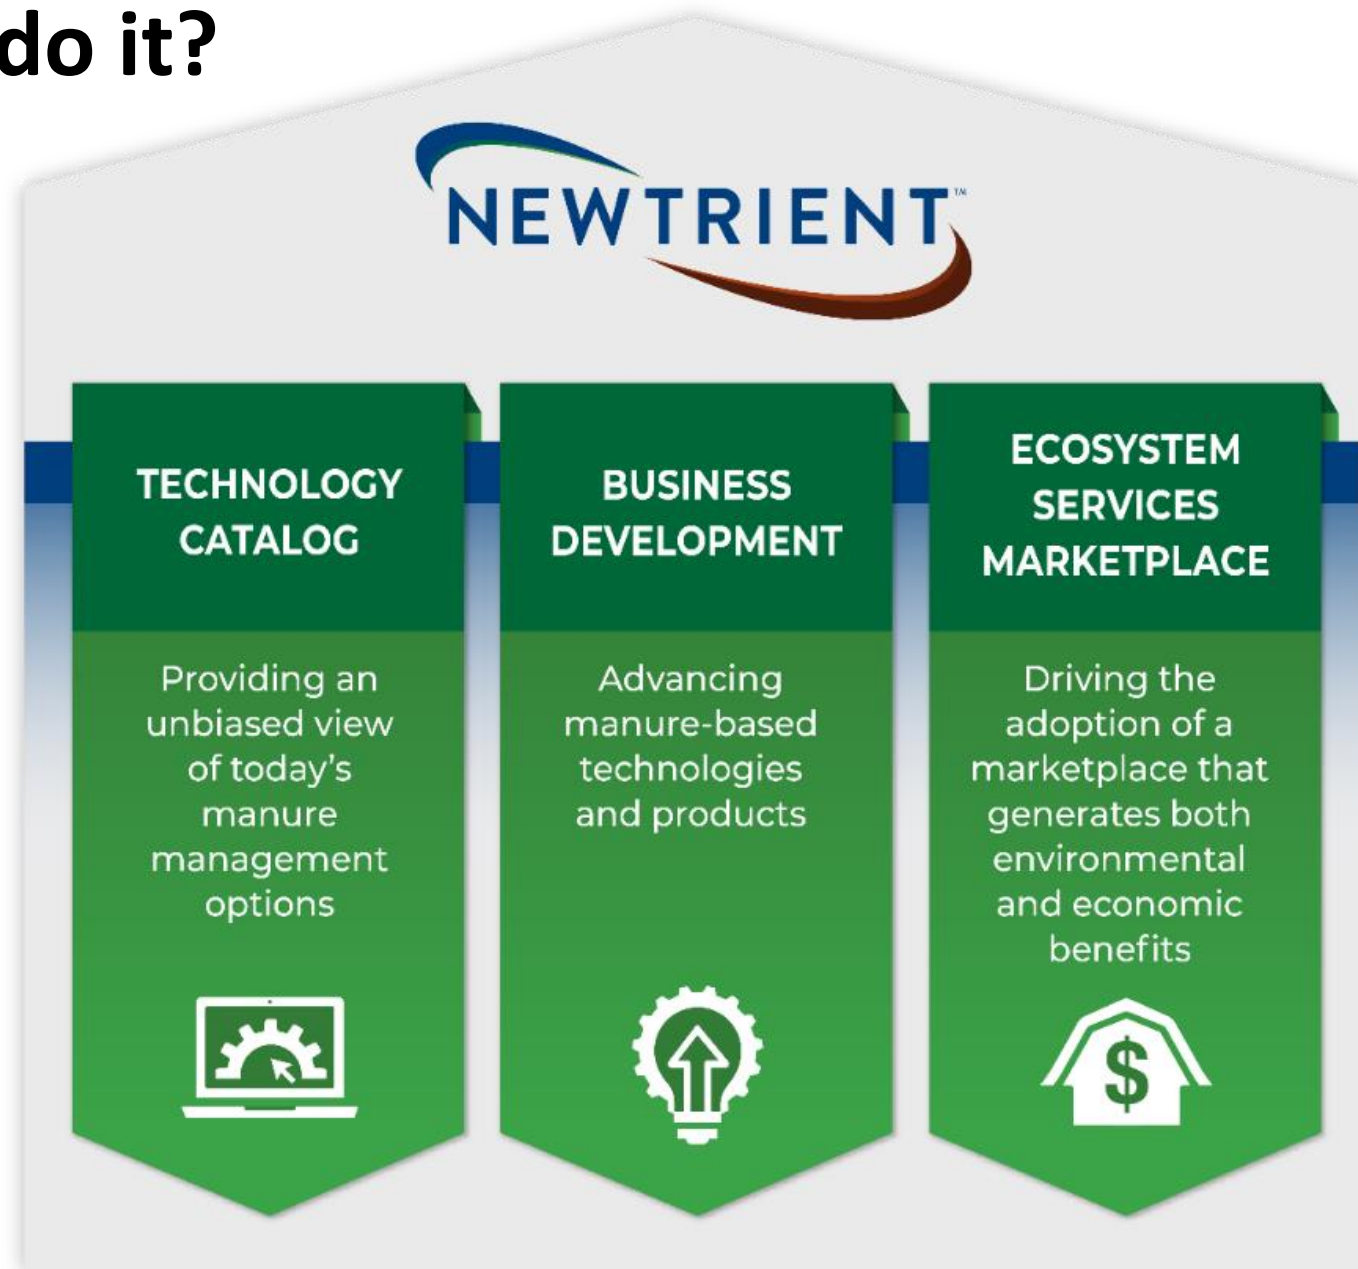 do it?
NEWTRIENT™
TECHNOLOGY
CATALOG
Providing an
unbiased view
of today's
manure
management
options
BUSINESS
DEVELOPMENT
Advancing
manure-based
technologies
and products
ECOSYSTEM
SERVICES
MARKETPLACE
Driving the
adoption of a
marketplace that
generates both
environmental
and economic
benefits
$